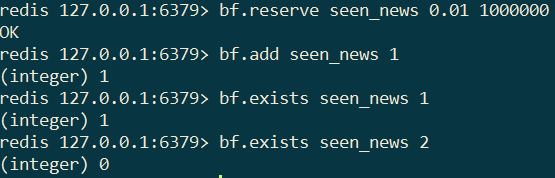 redis 127.0.0.1:6379> bf.reserve seen_news 0.01 1000000
OK
redis 127.0.0.1:6379> bf.add seen_news 1
(integer) 1
redis 127.0.0.1:6379> bf.exists seen_news 1
(integer) 1
redis 127.0.0.1:6379> bf.exists seen_news 2
(integer) 0